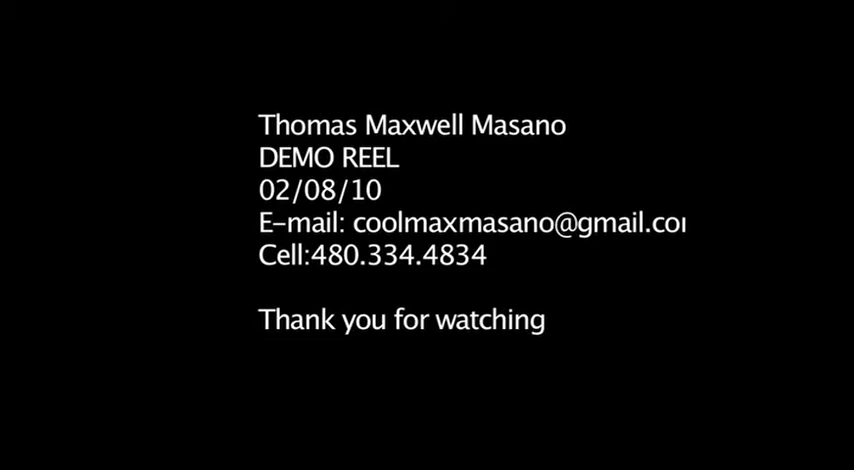 Thomas Maxwell Masano
DEMO REEL
02/08/10
E-mail: coolmaxmasano@gmail.co
Cell:480.334.4834
Thank you for watching